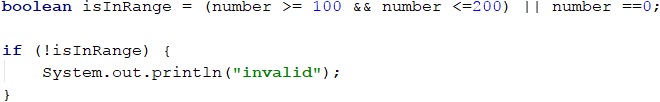 boolean isInRange = (number >= 100 && number <=200) || number ==0;
if (!isInRange) {
System.out.println("invalid");
}